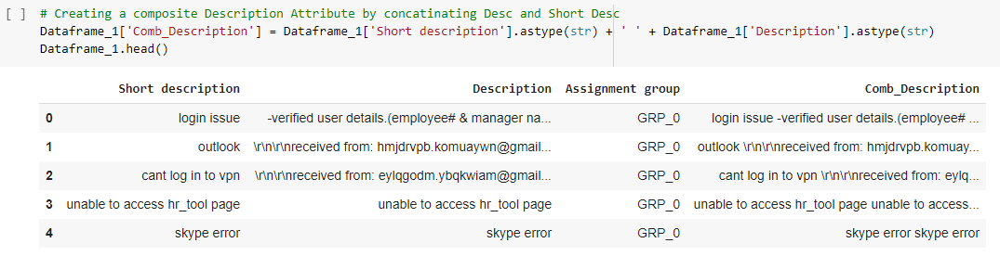 [ ] # Creating a composite Description Attribute by concatinating Desc and Short Desc
Dataframe_1['Comb_Description'] = Dataframe_1['Short description'].astype(str) + ' ' + Dataframe_1['Description'].astype(str)
Dataframe_1.head()
Short description Description Assignment group Comb_Description
0 login issue -verified user details.(employee# & manager na... GRP_0 login issue -verified user details.(employee# ...
1 outlook \r\n\r\nreceived from: hmjdrvpb.komuaywn@gmail... GRP_0 outlook \r\n\r\nreceived from: hmjdrvpb.komuay...
2 cant log in to vpn \r\n\r\nreceived from: eylqgodm.ybqkwiam@gmail... GRP_0 cant log in to vpn \r\n\r\nreceived from: eylq...
3 unable to access hr_tool page unable to access hr_tool page GRP_0 unable to access hr_tool page unable to access...
4 skype error skype error GRP_0 skype error skype error